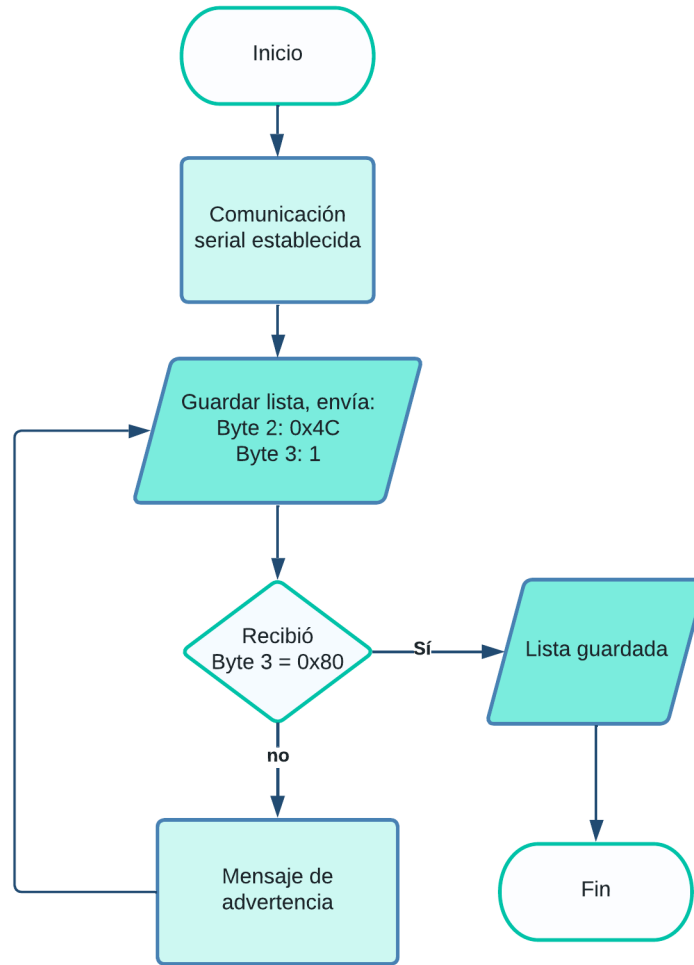 Inicio
Comunicación
serial establecida
Guardar lista, envía:
Byte 2: 0x4C
Byte 3: 1
Recibió
Byte 3 = 0x80
Sí
Lista guardada
no
Mensaje de
advertencia
Fin